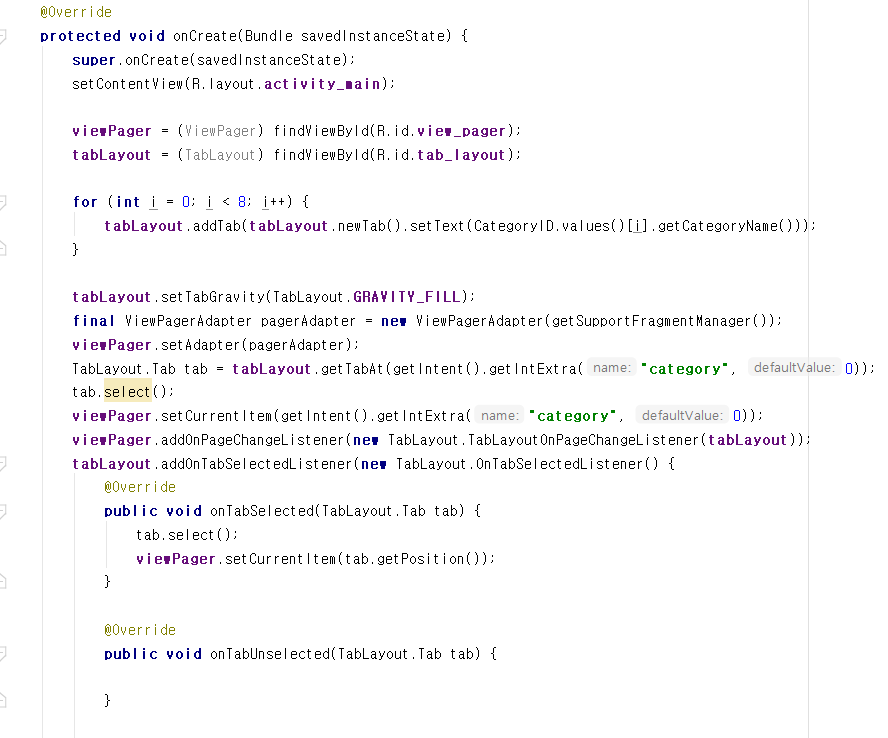 @Override
protected void onCreate(Bundle savedInstanceState) {
super.onCreate(savedInstanceState);
setContentView(R.layout.activity_main);
viewPager = (ViewPager) findViewById(R.id.view_pager);
tabLayout = (TabLayout) findViewById(R.id.tab_layout);
for (int i = 0; i < 8; i++) {
tabLayout.addTab(tabLayout.newTab().setText(CategoryID.values()[i].getCategoryName()));
}
tabLayout.setTabGravity(TabLayout.GRAVITY_FILL);
final ViewPagerAdapter pagerAdapter = new ViewPagerAdapter(getSupportFragmentManager());
viewPager.setAdapter(pagerAdapter);
TabLayout.Tab tab = tabLayout.getTabAt(getIntent().getIntExtra( name: "category", defaultValue: 0));
tab.select();
viewPager.setCurrentItem(getIntent().getIntExtra( name: "category", defaultValue: 0));
viewPager.addOnPageChangeListener(new TabLayout.TabLayoutOnPageChangeListener(tabLayout));
tabLayout.addOnTabSelectedListener(new TabLayout.OnTabSelectedListener() {
@Override
public void onTabSelected(TabLayout.Tab tab) {
tab.select();
viewPager.setCurrentItem(tab.getPosition());
}
@Override
public void onTabUnselected(TabLayout.Tab tab) {
}